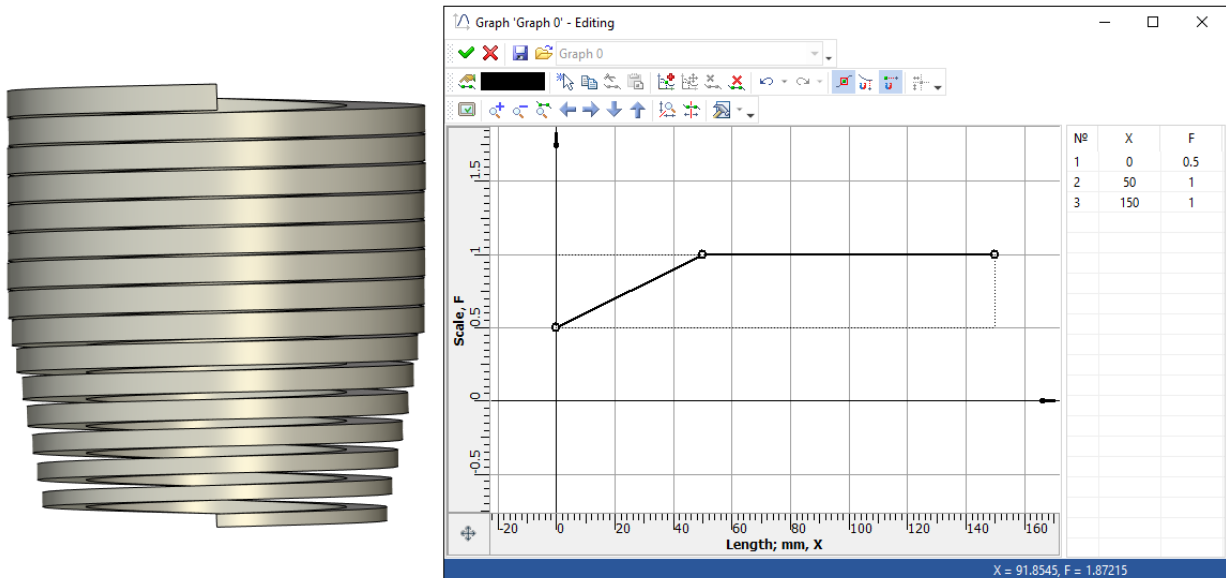 Graph 'Graph 0' - Editing
Graph 0
Nº X F
1 0 0.5
2 50 1
3 150 1
1.5
1
0.5
0
-0.5
Scale, F
-20 0 20 40 60 80 100 120 140 160
Length; mm, X
X = 91.8545, F = 1.87215